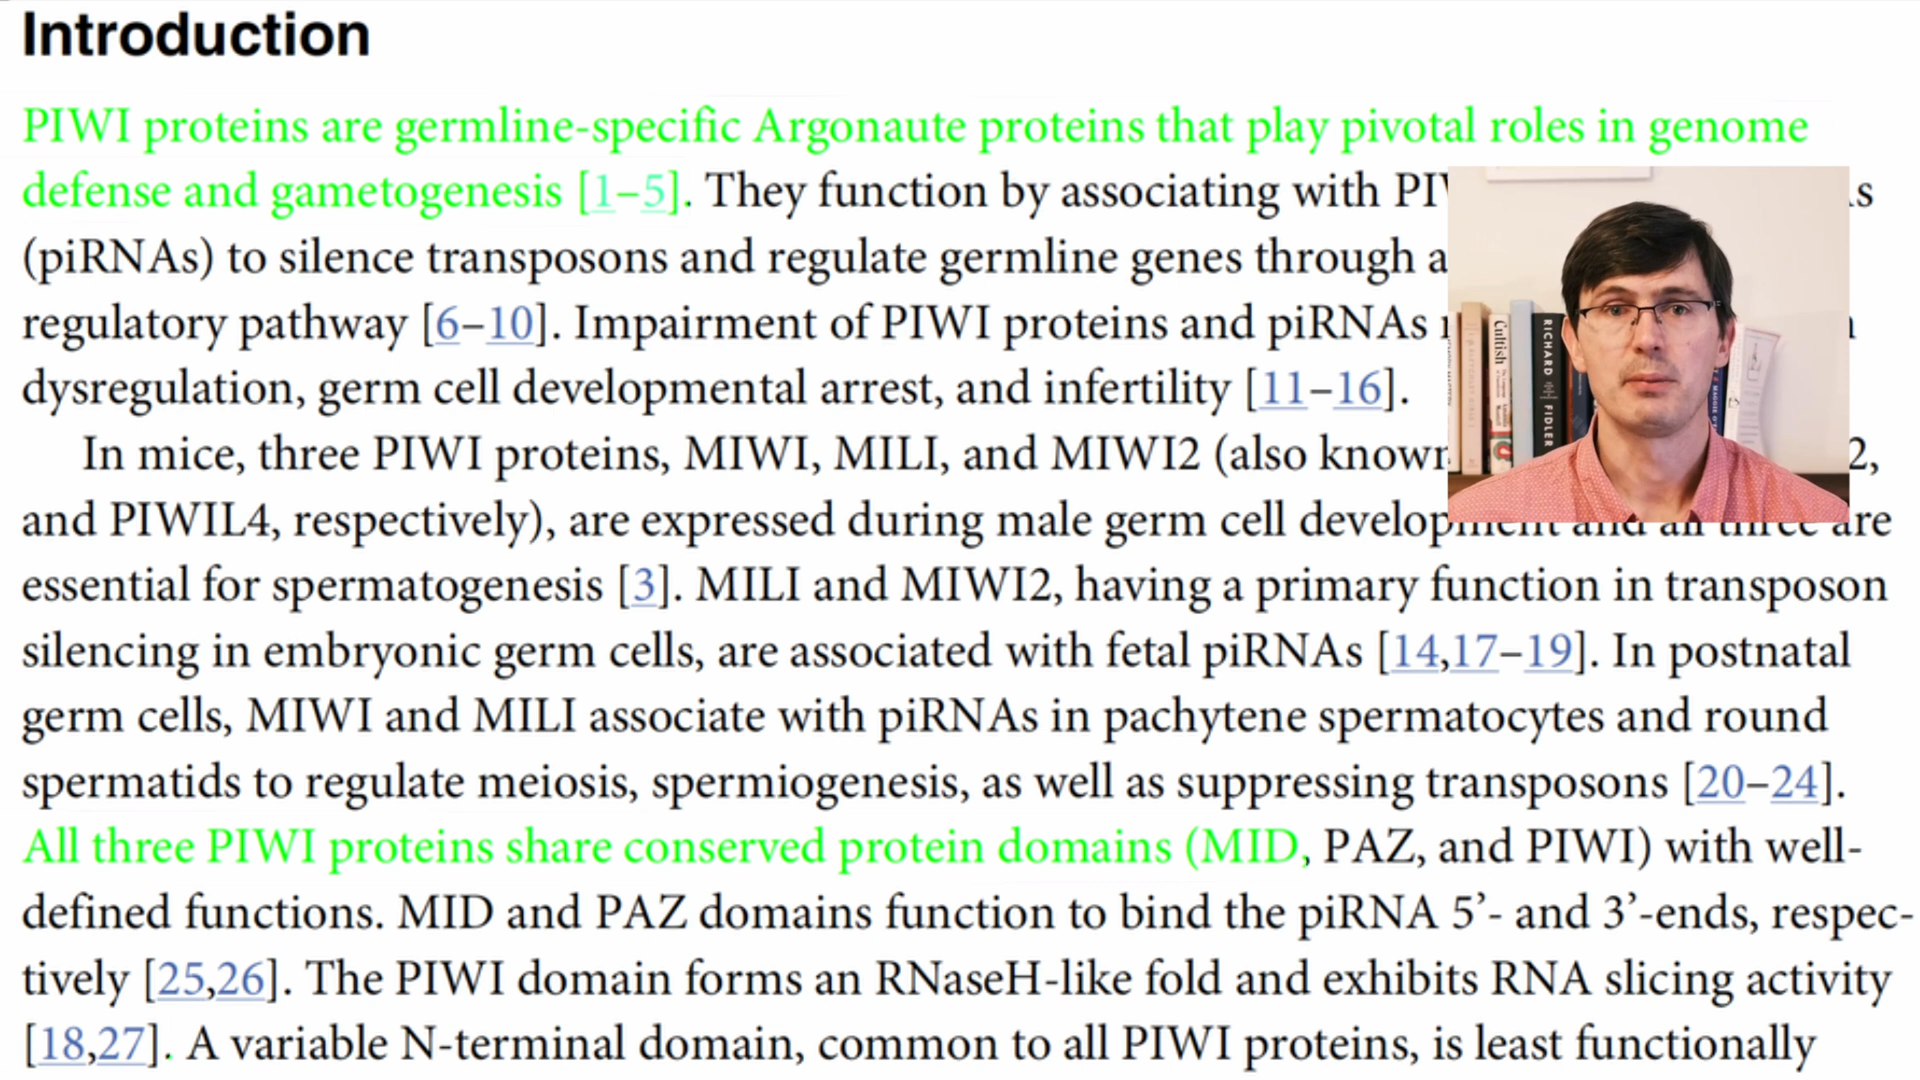 Introduction
PIWI proteins are germline-specific Argonaute proteins that play pivotal roles in genome
defense and gametogenesis [1–5]. They function by associating with
(piRNAs) to silence transposons and regulate germline genes through a
regulatory pathway [6–10]. Impairment of PIWI proteins and piRNAs
dysregulation, germ cell developmental arrest, and infertility [11–16].
In mice, three PIWI proteins, MIWI, MILI, and MIWI2 (also known 2,
and PIWIL4, respectively), are expressed during male germ cell development and all three are
essential for spermatogenesis [3]. MILI and MIWI2, having a primary function in transposon
silencing in embryonic germ cells, are associated with fetal piRNAs [14,17–19]. In postnatal
germ cells, MIWI and MILI associate with piRNAs in pachytene spermatocytes and round
spermatids to regulate meiosis, spermiogenesis, as well as suppressing transposons [20–24].
All three PIWI proteins share conserved protein domains (MID, PAZ, and PIWI) with well-
defined functions. MID and PAZ domains function to bind the piRNA 5’- and 3’-ends, respec-
tively [25,26]. The PIWI domain forms an RNaseH-like fold and exhibits RNA slicing activity
[18,27]. A variable N-terminal domain, common to all PIWI proteins, is least functionally
Cultish
RICHARD FIDLER